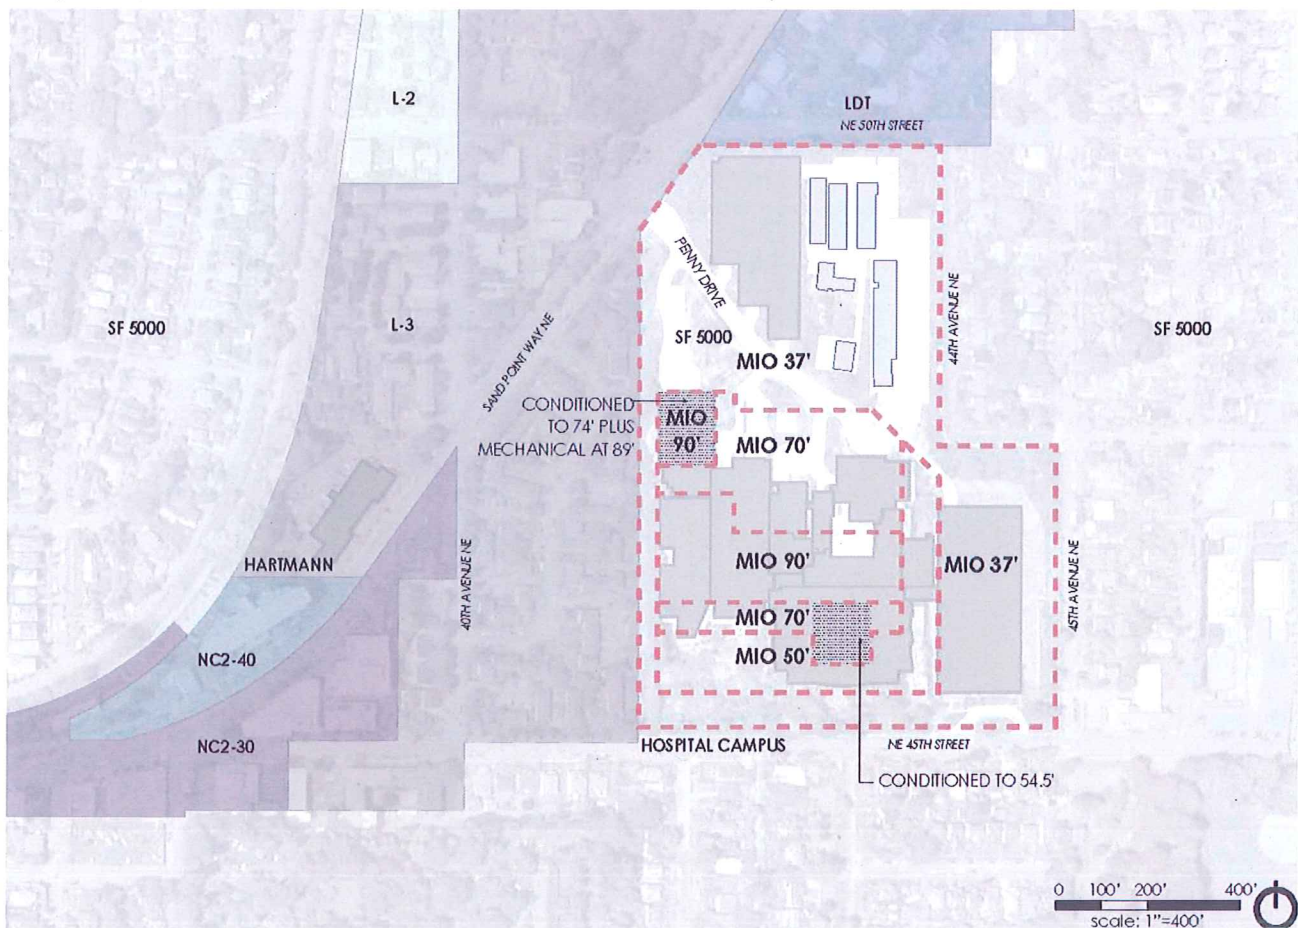 L-2
LDT
NE 50TH STREET
PENNY DRIVE
SF 5000
L-3
SAND POINT WAY NE
SF 5000
MIO 37'
44TH AVENUE NE
SF 5000
CONDITIONED
TO 74' PLUS
MECHANICAL AT 89'
MIO
90'
MIO 70'
HARTMANN
40TH AVENUE NE
MIO 90'
MIO 37'
45TH AVENUE NE
MIO 70'
MIO 50'
NC2-40
NC2-30
HOSPITAL CAMPUS
NE 45TH STREET
CONDITIONED TO 54.5'
0 100' 200' 400'
scale: 1"=400'